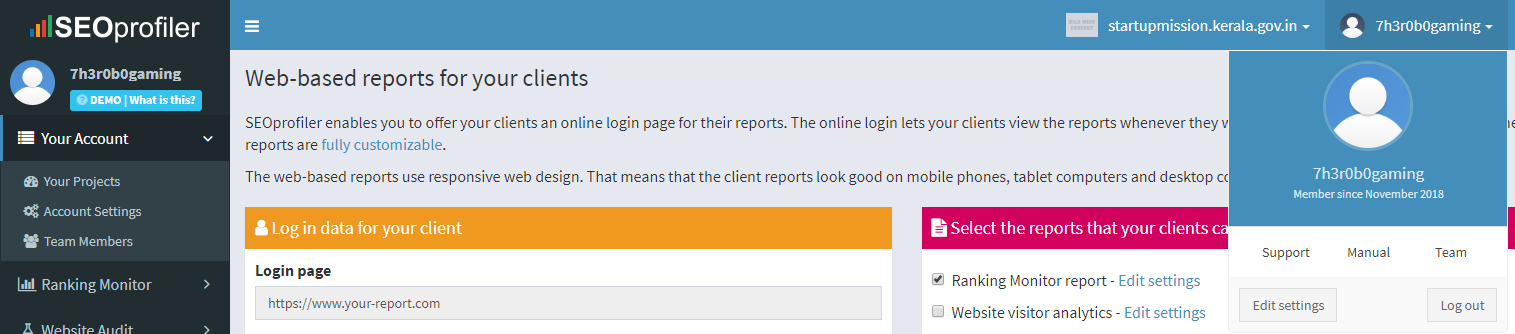 SEOprofiler
startupmission.kerala.gov.in
7h3r0b0gaming
7h3r0b0gaming
DEMO | What is this?
Your Account
Your Projects
Account Settings
Team Members
Ranking Monitor
Website Audit
Web-based reports for your clients
SEOprofiler enables you to offer your clients an online login page for their reports. The online login lets your clients view the reports whenever they
reports are fully customizable.
The web-based reports use responsive web design. That means that the client reports look good on mobile phones, tablet computers and desktop
Log in data for your client
Login page
https://www.your-report.com
Select the reports that your clients
Ranking Monitor report - Edit settings
Website visitor analytics - Edit settings
7h3r0b0gaming
Member since November 2018
Support Manual Team
Edit settings Log out